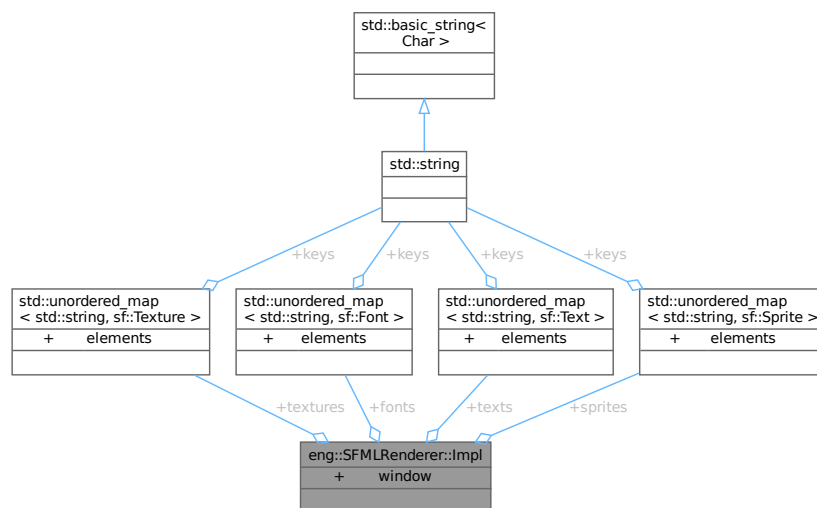 std::basic_string<
Char >
std::string
+keys
+keys
+keys
+keys
std::unordered_map
< std::string, sf::Texture >
+ elements
std::unordered_map
< std::string, sf::Font >
+ elements
std::unordered_map
< std::string, sf::Text >
+ elements
std::unordered_map
< std::string, sf::Sprite >
+ elements
+textures
+fonts
+texts
+sprites
eng::SFMLRenderer::Impl
+ window